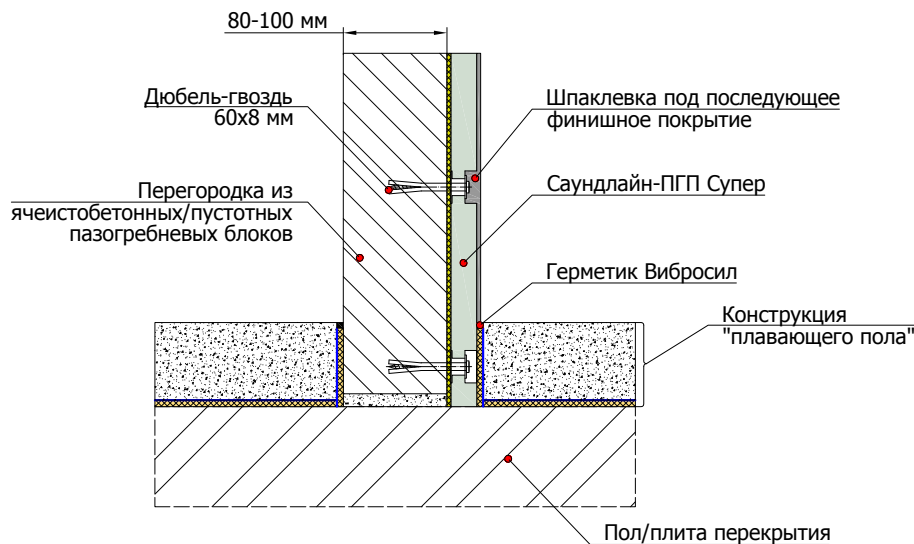 80-100 мм
Дюбель-гвоздь
60х8 мм
Перегородка из
ячеистобетонных/пустотных
пазогребневых блоков
Шпаклевка под последующее
финишное покрытие
Саундлайн-ПГП Супер
Герметик Вибросил
Конструкция
"плавающего пола"
Пол/плита перекрытия